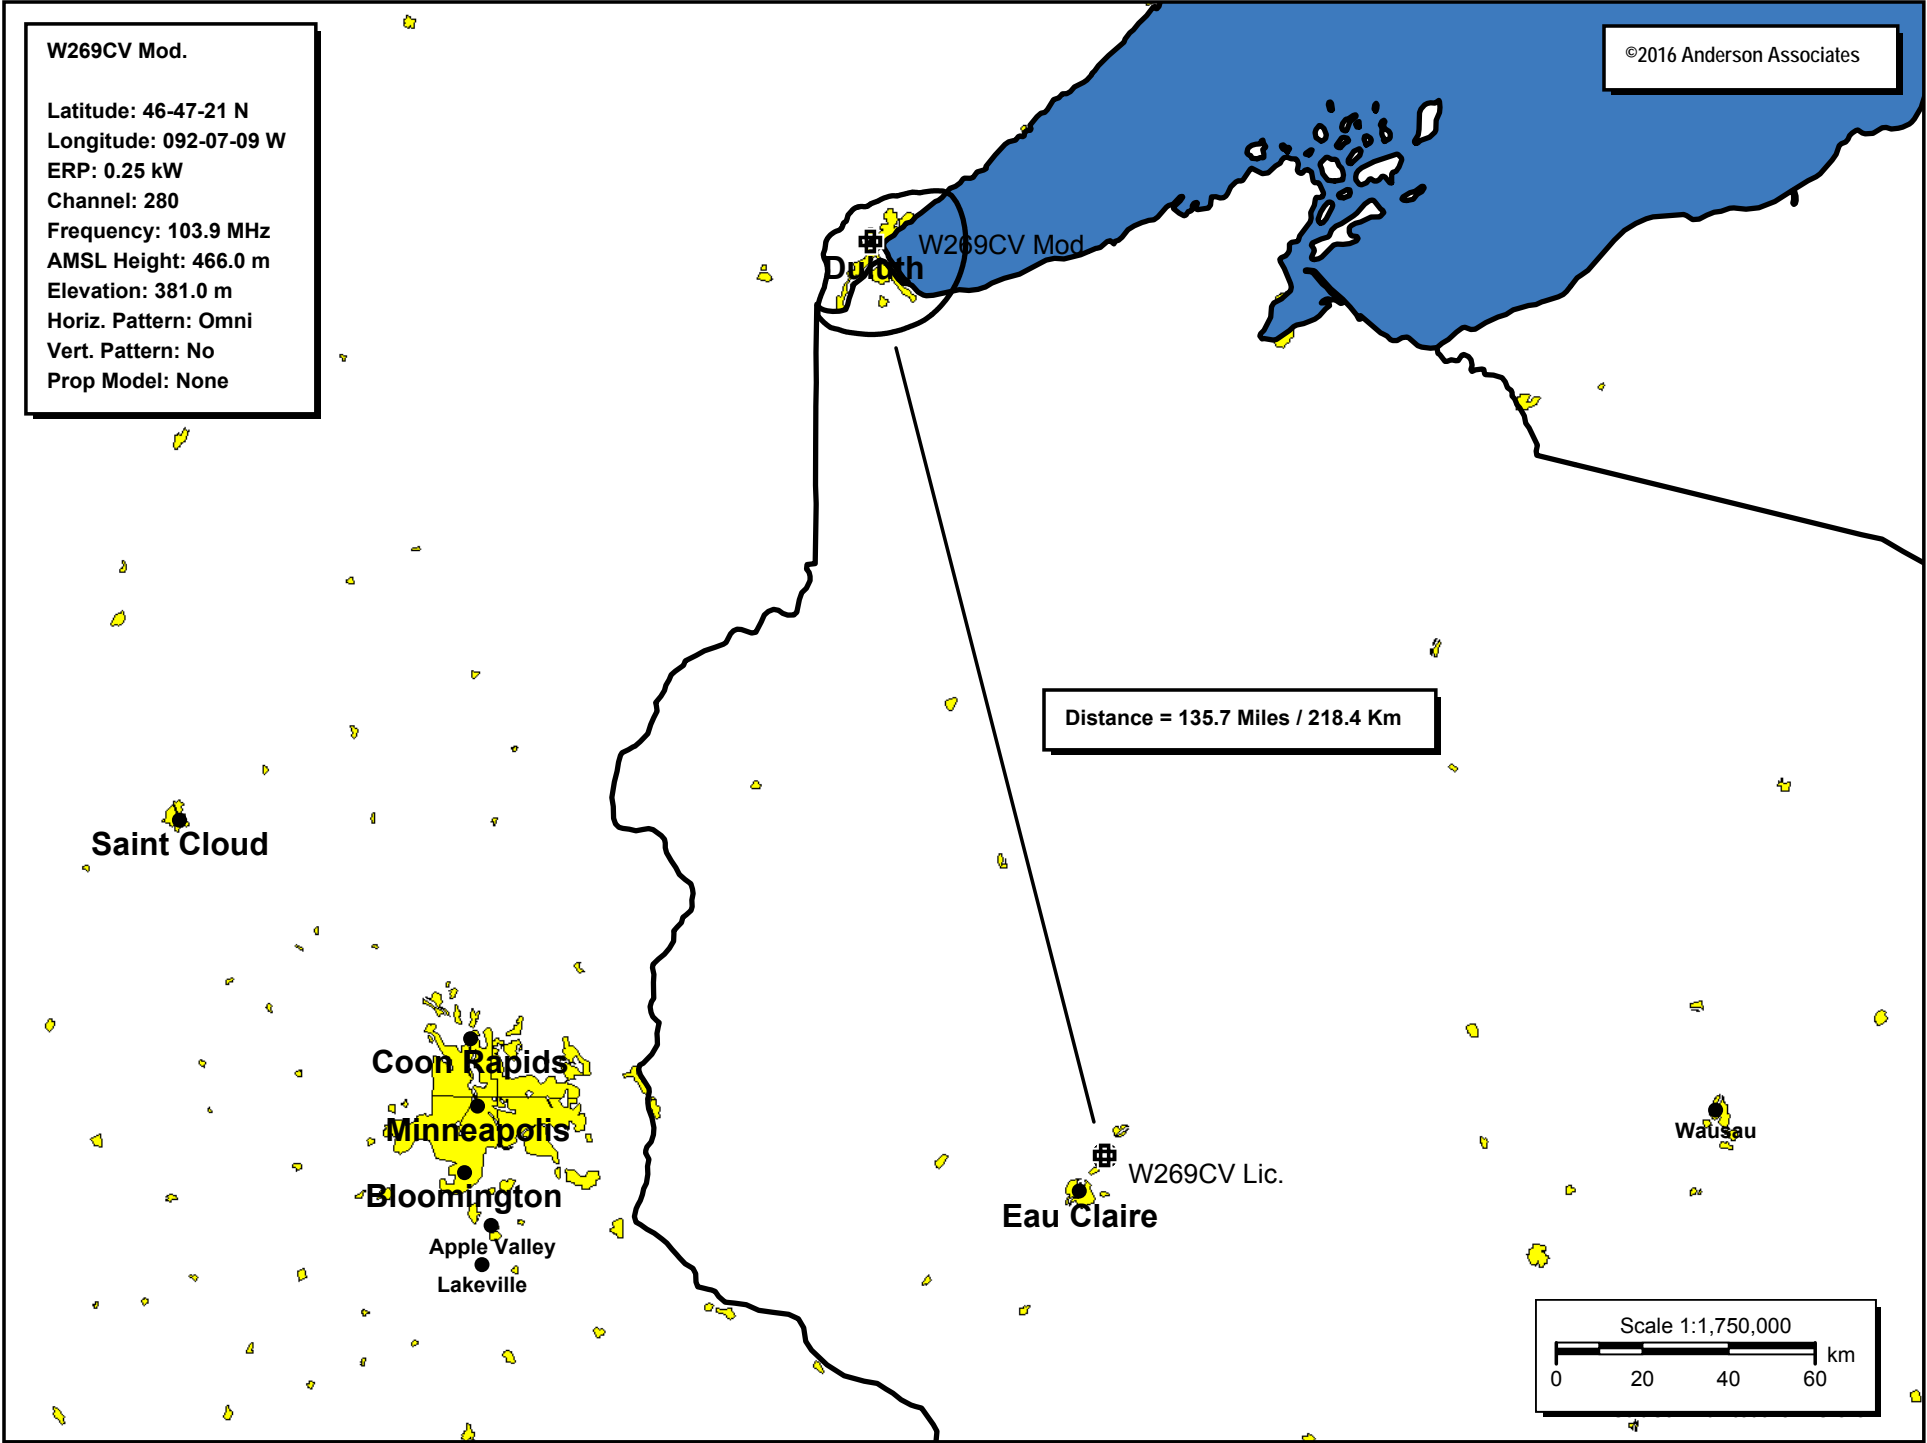 W269CV Mod.
Latitude: 46-47-21 N
Longitude: 092-07-09 W
ERP: 0.25 kW
Channel: 280
Frequency: 103.9 MHz
AMSL Height: 466.0 m
Elevation: 381.0 m
Horiz. Pattern: Omni
Vert. Pattern: No
Prop Model: None
©2016 Anderson Associates
W269CV Mod
Duluth
Distance = 135.7 Miles / 218.4 Km
Saint Cloud
Coon Rapids
Minneapolis
Bloomington
Apple Valley
Lakeville
W269CV Lic.
Eau Claire
Wausau
Scale 1:1,750,000
km
0 20 40 60